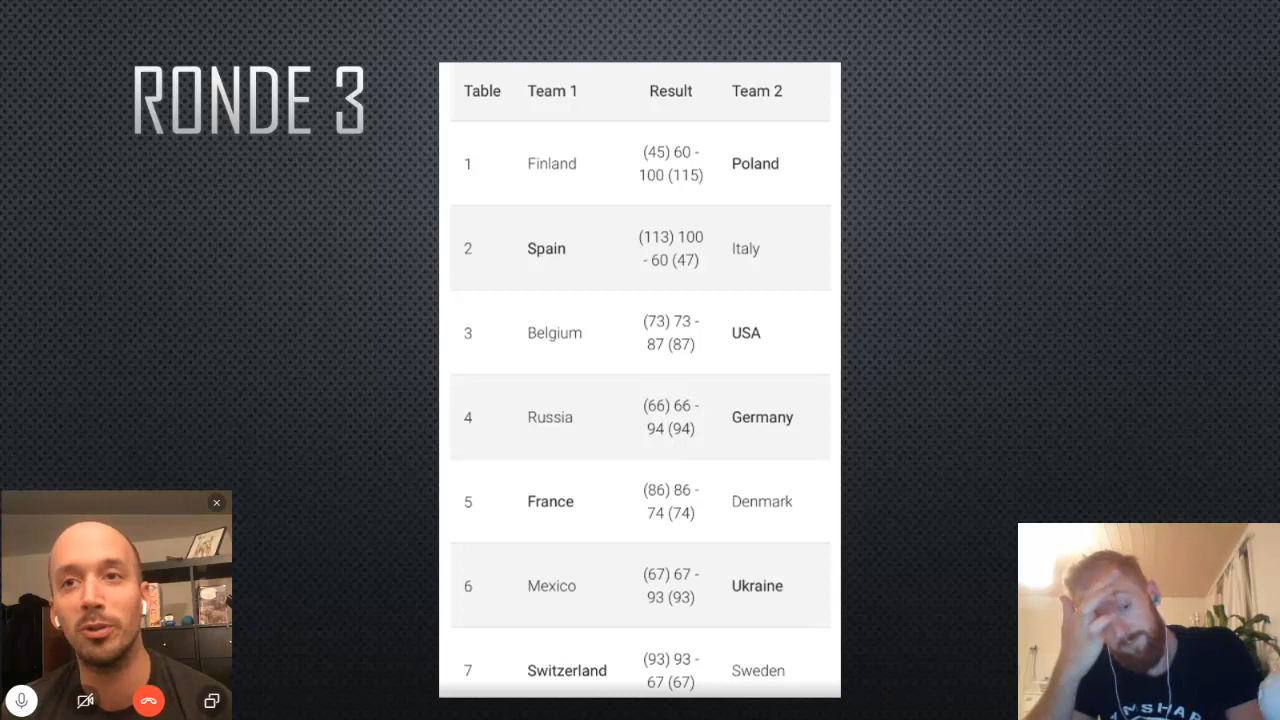 RONDE 3
Table Team 1 Result Team 2
1 Finland (45) 60 - 100 (115) Poland
2 Spain (113) 100 - 60 (47) Italy
3 Belgium (73) 73 - 87 (87) USA
4 Russia (66) 66 - 94 (94) Germany
5 France (86) 86 - 74 (74) Denmark
6 Mexico (67) 67 - 93 (93) Ukraine
7 Switzerland (93) 93 - 67 (67) Sweden